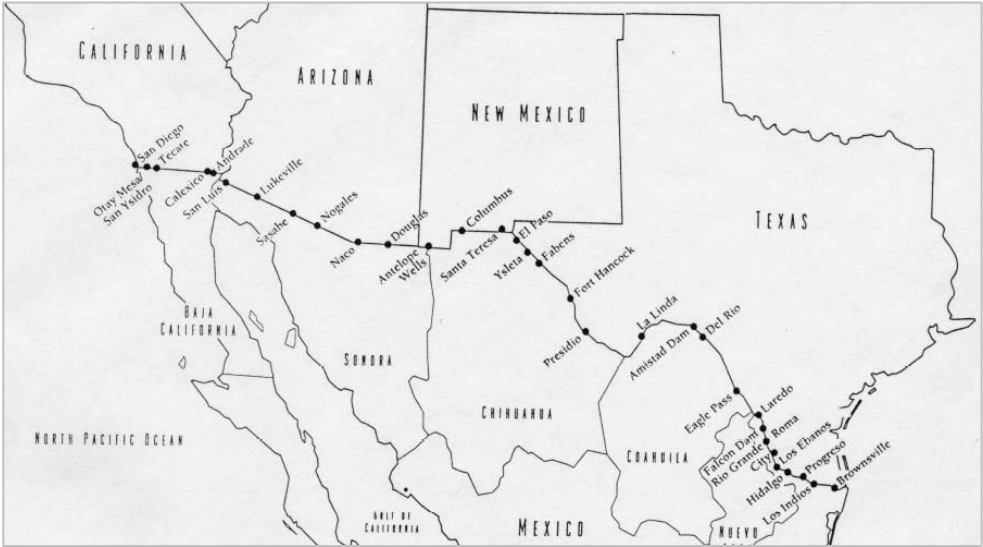 CALIFORNIA
ARIZONA
NEW MEXICO
TEXAS
San Diego
Tecate
Otay Mesa
San Ysidro
Andrade
Calexico
San Luis
Lukeville
Sasabe
Nogales
Naco
Douglas
Antelope
Wells
Columbus
Santa Teresa
El Paso
Ysleta
Fabens
Fort Hancock
Presidio
La Linda
Amistad Dam
Del Rio
Eagle Pass
Laredo
Falcon Dam
Roma
Rio Grande
City
Los Ebanos
Hidalgo
Progreso
Los Indios
Brownsville
BAJA
CALIFORNIA
SONORA
CHIHUAHUA
COAHUILA
NORTH PACIFIC OCEAN
GULF OF
CALIFORNIA
MEXICO
NUEVO